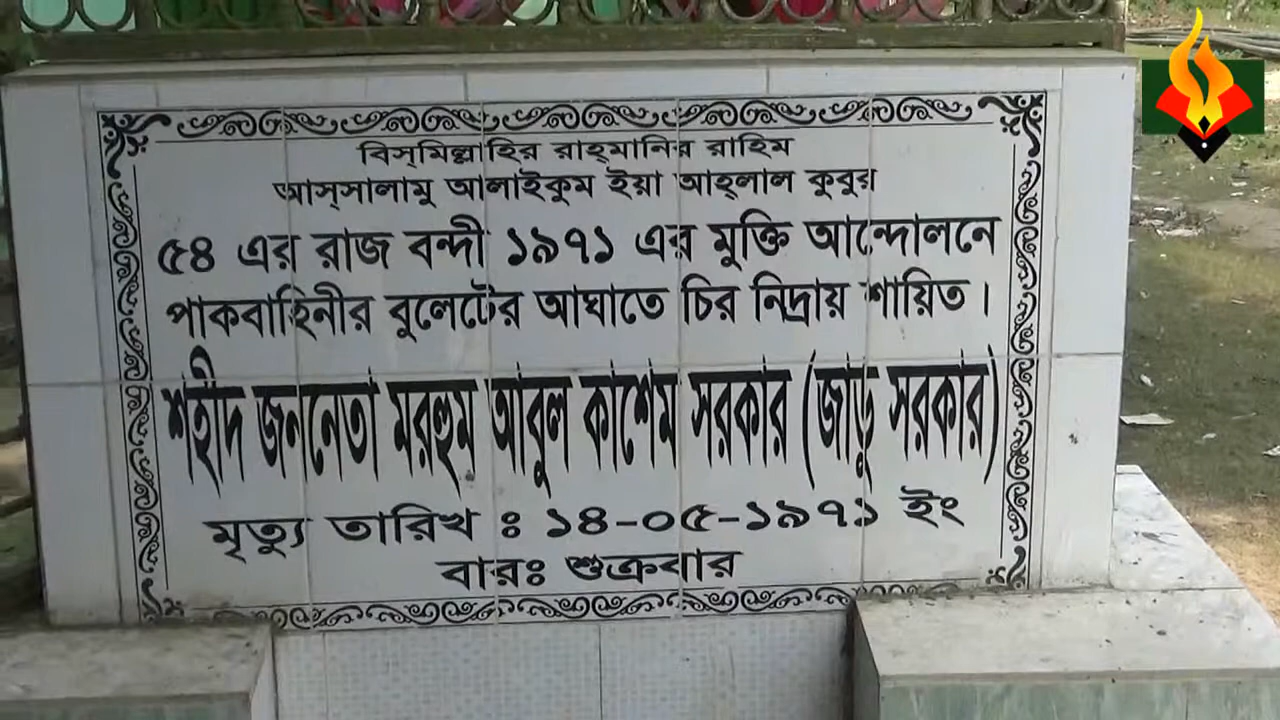 বিস্‌মিল্লাহির রাহ্‌মানির রাহিম
আস্‌সালামু আলাইকুম ইয়া আহ্‌লাল কুবুর
৫৪ এর রাজ বন্দী ১৯৭১ এর মুক্তি আন্দোলনে
পাকবাহিনীর বুলেটের আঘাতে চির নিদ্রায় শায়িত।
শহীদ জননেতা মরহুম আবুল কাশেম সরকার (জাড়ু সরকার)
মৃত্যু তারিখ ঃ ১৪-০৫-১৯৭১ ইং
বারঃ শুক্রবার